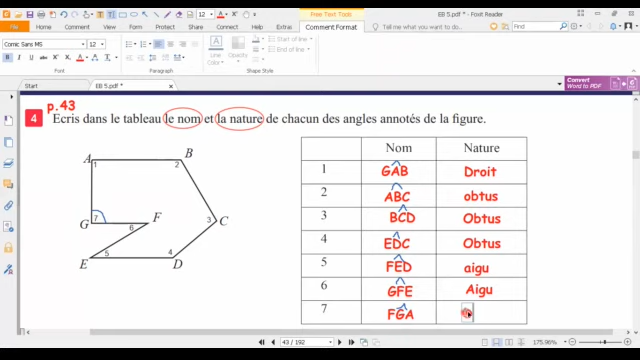 Free Text Tools
EB 5.pdf * - Foxit Reader
Home
Comment
View
Form
Protect
Share
Connect
Help
Extras
Comment Format
Tell me what you want to do...
Find
Comic Sans MS
12
Line Color
Fill Color
Start of Line
End of Line
Font
Paragraph
Shape/Adjustment
Start
EB 5.pdf *
Convert
Word to PDF!
p.43
4 Ecris dans le tableau le nom et la nature de chacun des angles annotés de la figure.
Nom Nature
1 GAB Droit
2 ABC obtus
3 BCD Obtus
4 EDC Obtus
5 FED aigu
6 GFE Aigu
7 FGA
A
B
C
D
E
F
G
1
2
3
4
5
6
7
43 / 192
175.96%